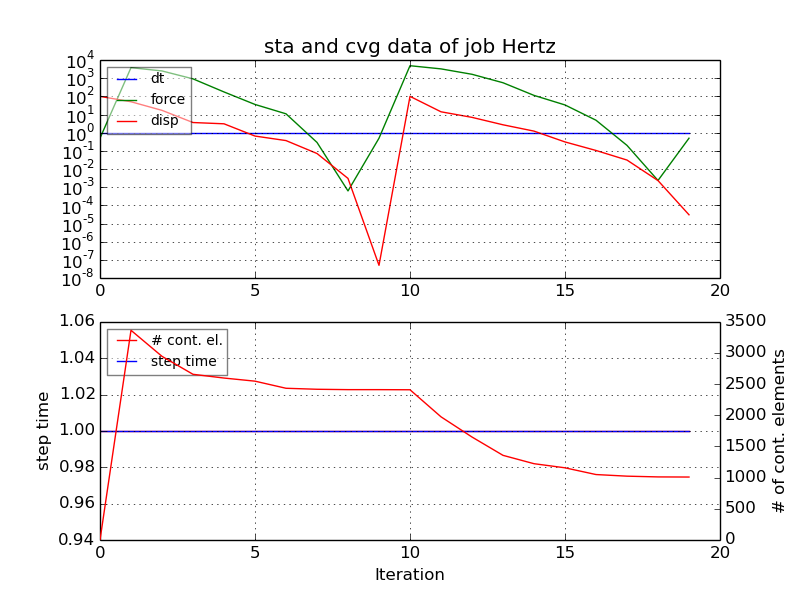 sta and cvg data of job Hertz
10^4
10^3
10^2
10^1
10^0
10^-1
10^-2
10^-3
10^-4
10^-5
10^-6
10^-7
10^-8
dt
force
disp
0 5 10 15 20
1.06
1.04
1.02
1.00
0.98
0.96
0.94
step time
# cont. el.
step time
3500
3000
2500
2000
1500
1000
500
0
# of cont. elements
0 5 10 15 20
Iteration